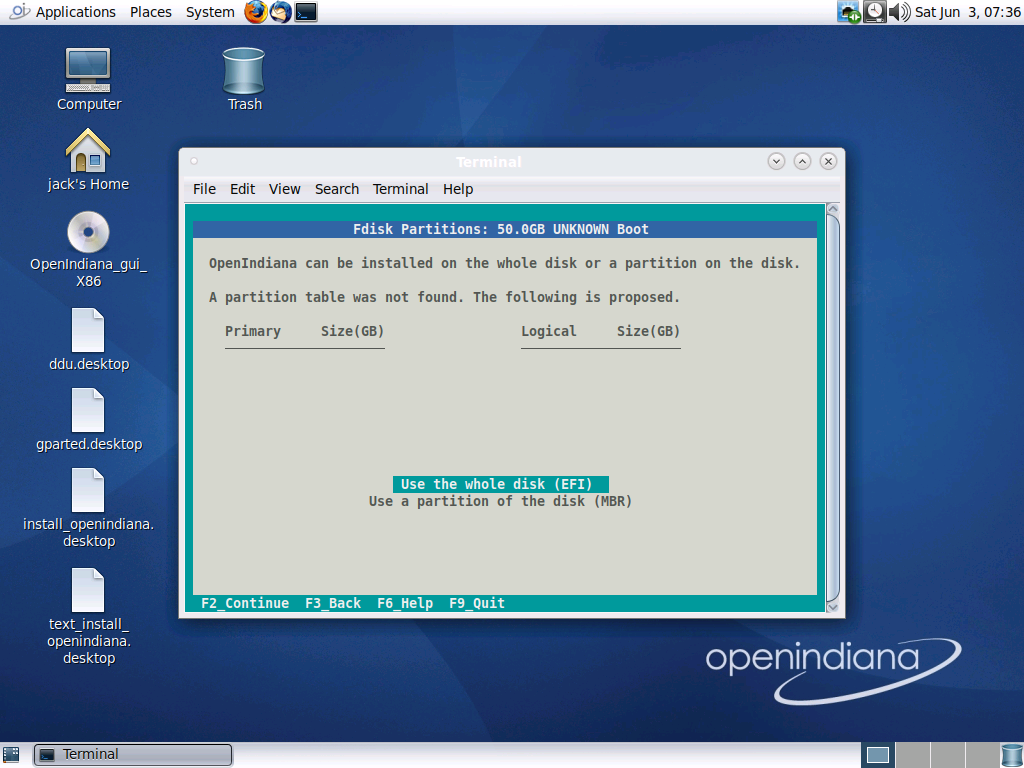 Applications Places System Sat Jun 3, 07:36
Computer
Trash
jack's Home
OpenIndiana_gui_
X86
ddu.desktop
gparted.desktop
install_openindiana.
desktop
text_install_
openindiana.
desktop
Terminal
File Edit View Search Terminal Help
Fdisk Partitions: 50.0GB UNKNOWN Boot
OpenIndiana can be installed on the whole disk or a partition on the disk.
A partition table was not found. The following is proposed.
Primary Size(GB) Logical Size(GB)
Use the whole disk (EFI)
Use a partition of the disk (MBR)
F2_Continue F3_Back F6_Help F9_Quit
openindiana
Terminal